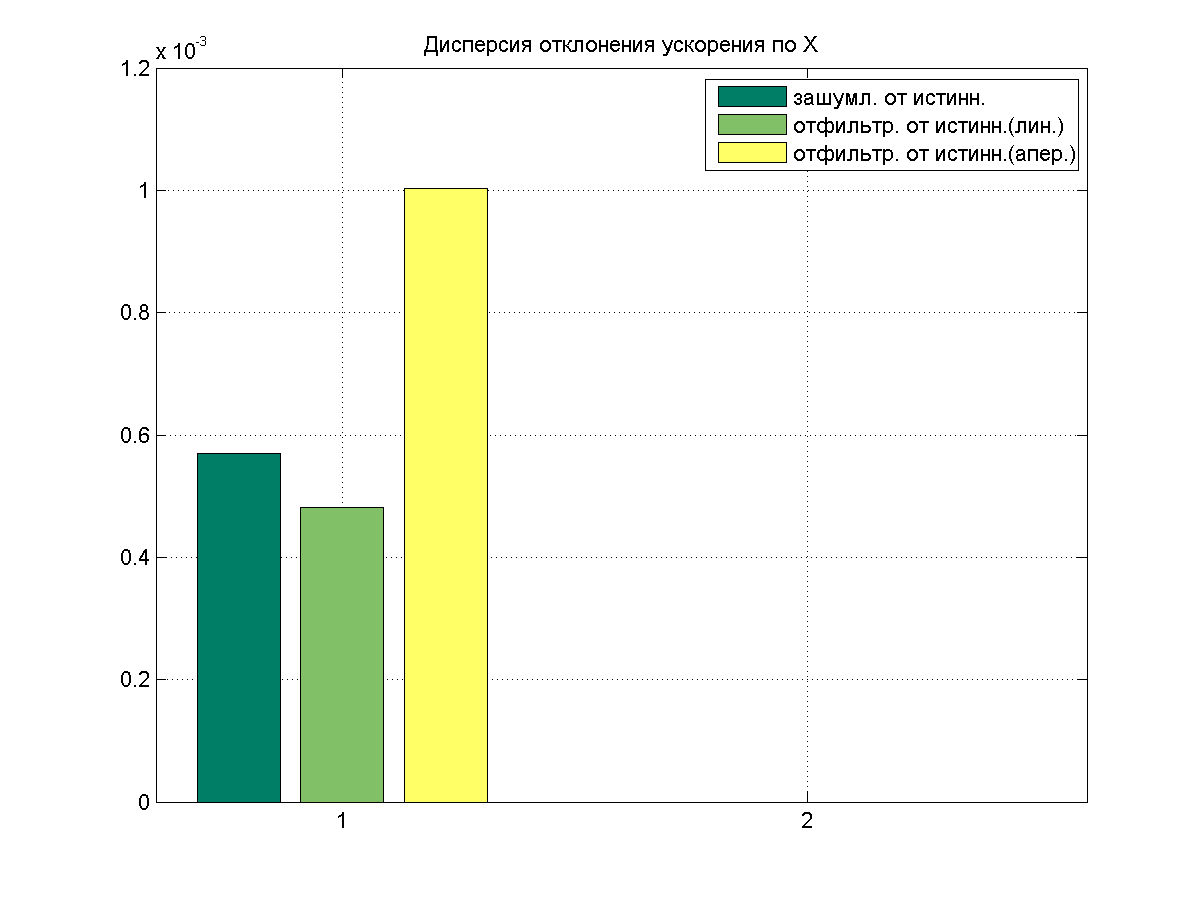 Дисперсия отклонения ускорения по X
x 10^-3
1.2
1
0.8
0.6
0.4
0.2
0
1
2
зашумл. от истинн.
отфильтр. от истинн.(лин.)
отфильтр. от истинн.(апер.)